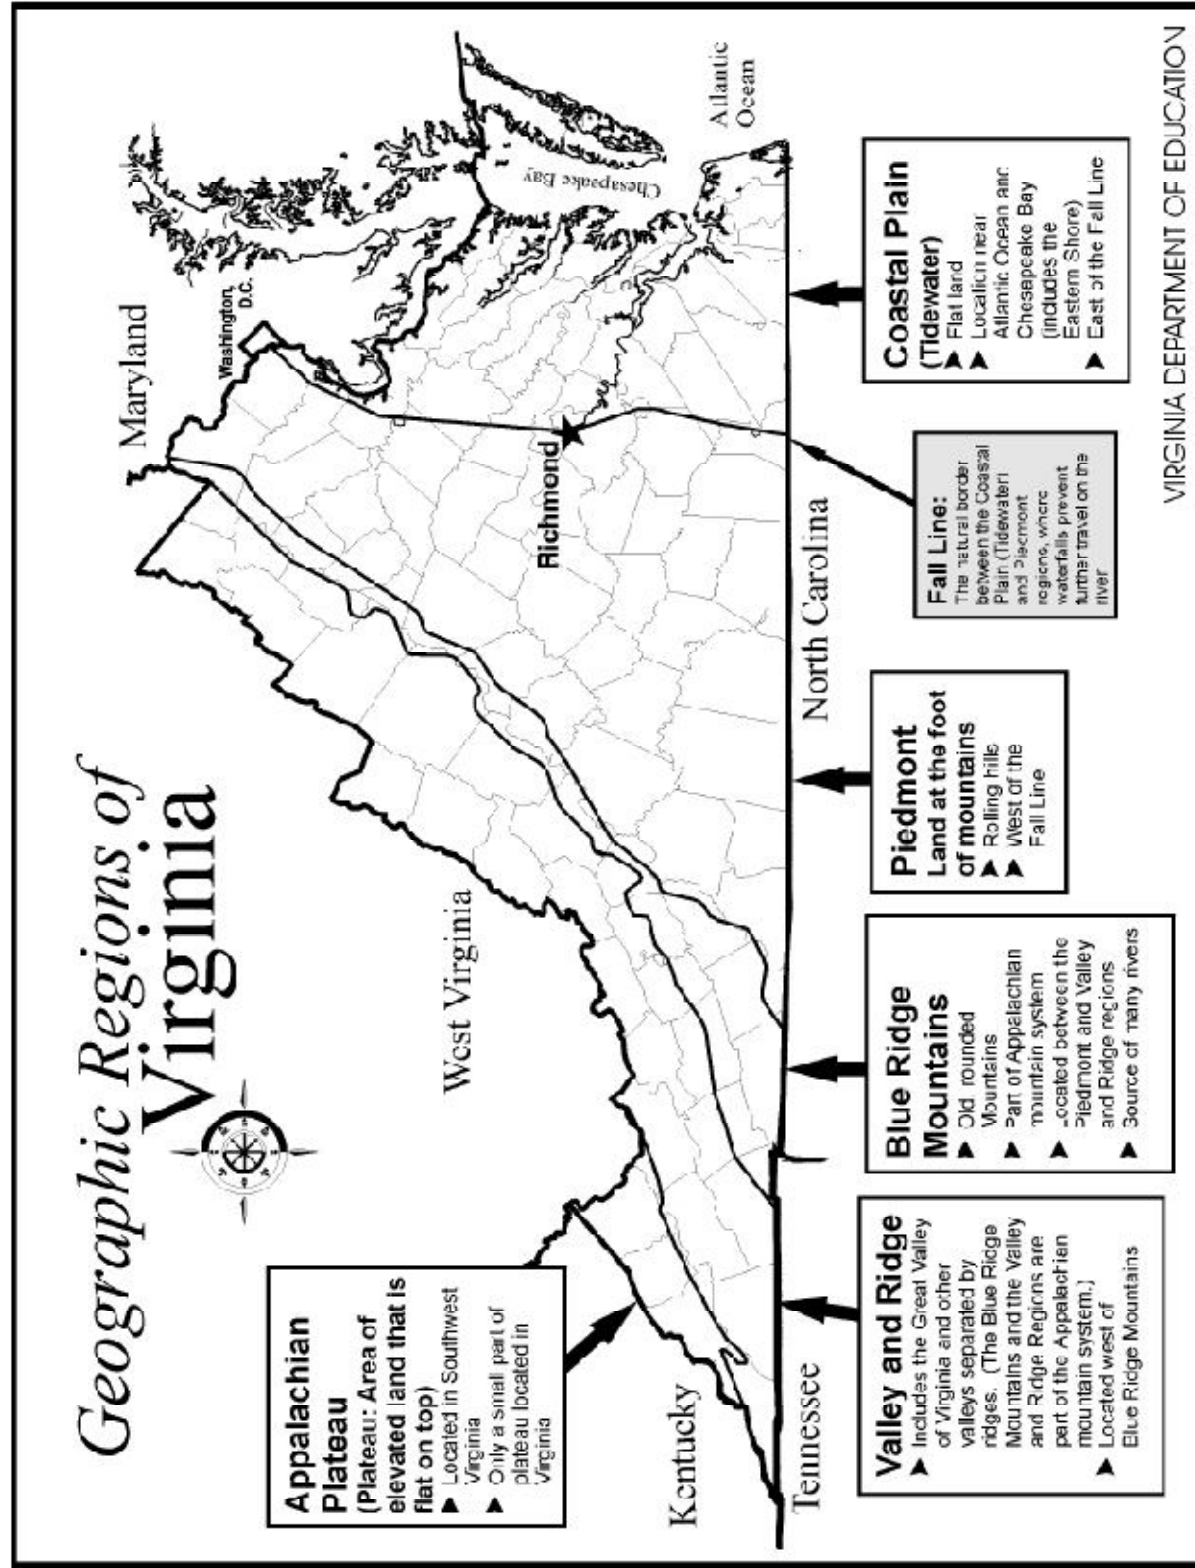 Geographic Regions of
Virginia
Maryland
Washington,
D.C.
Atlantic
Ocean
Chesapeake Bay
West Virginia
Richmond
Kentucky
Tennessee
North Carolina
Appalachian
Plateau
(Plateau: Area of
elevated land that is
flat on top)
➤ Located in Southwest
Virginia
➤ Only a small part of
plateau located in
Virginia
Valley and Ridge
➤ Includes the Great Valley
of Virginia and other
valleys separated by
ridges. (The Blue Ridge
Mountains and the Valley
and Ridge Regions are
part of the Appalachian
mountain system.)
➤ Located west of
Blue Ridge Mountains
Blue Ridge
Mountains
➤ Old rounded
Mountains
➤ Part of Appalachian
mountain system
➤ Located between the
Piedmont and Valley
and Ridge regions
➤ Source of many rivers
Piedmont
Land at the foot
of mountains
➤ Rolling hills
➤ West of the
Fall Line
Fall Line:
The natural border
between the Coastal
Plain (Tidewater)
and Piedmont
regions, where
waterfalls prevent
further travel on the
river
Coastal Plain
(Tidewater)
➤ Flat land
➤ Location near
Atlantic Ocean and
Chesapeake Bay
(includes the
Eastern Shore)
➤ East of the Fall Line
VIRGINIA DEPARTMENT OF EDUCATION